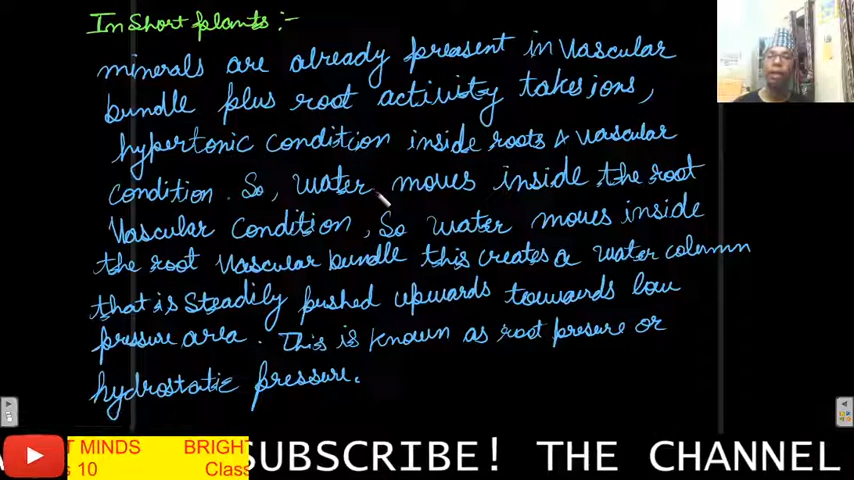 In Short plants :-
minerals are already preasent in Vascular
bundle plus root activity takes ions,
hypertonic condition inside roots & vascular
condition. So, water moves inside the root
Vascular Condition, So water moves inside
the root Vascular bundle this creates a water column
that is Steadily pushed upwards towards low
pressure area. This is known as root presure or
hydrostatic pressure.
T MINDS BRIGHT
s 10 Class
SUBSCRIBE! THE CHANNEL